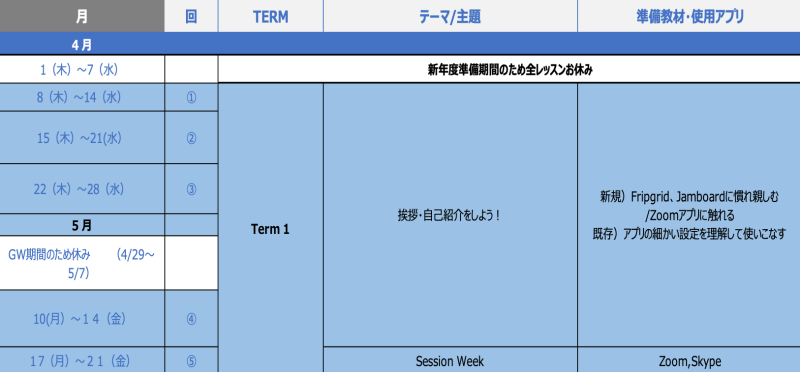 月 回 TERM テーマ/主題 準備教材・使用アプリ
4月
1（木）～7（水） 新年度準備期間のため全レッスンお休み
8（木）～14（水） ①
15（木）～21(水） ②
22（木）～28（水） ③
5月
GW期間のため休み （4/29～
5/7）
10(月）～１４（金） ④
17（月）～２１（金） ⑤
Term 1
挨拶・自己紹介をしよう！
新規）Fripgrid、Jamboardに慣れ親しむ
/Zoomアプリに触れる
既存）アプリの細かい設定を理解して使いこなす
Session Week Zoom,Skype